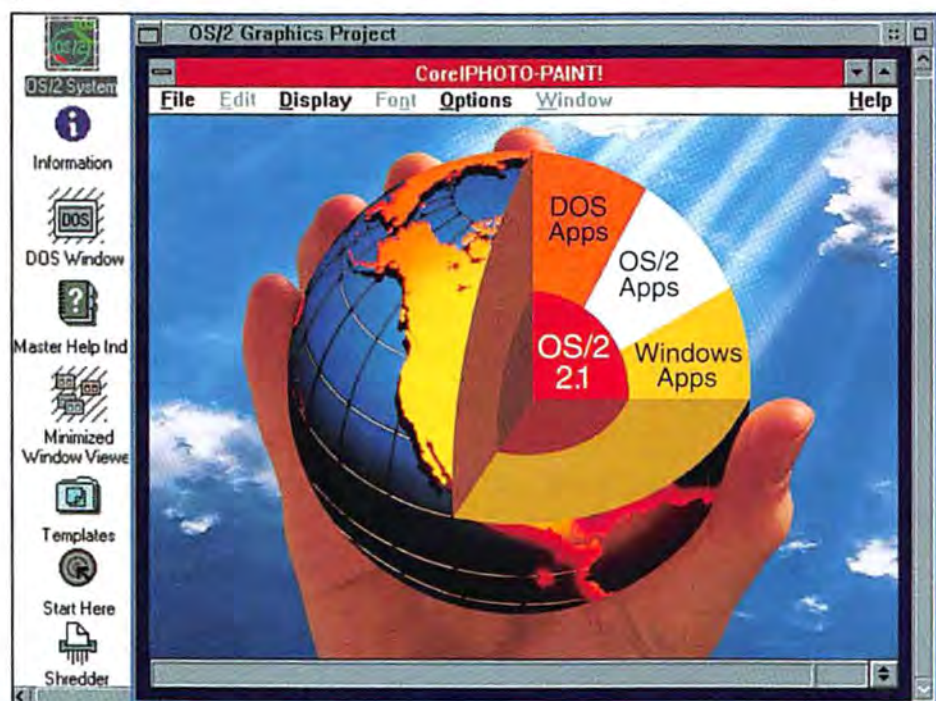 OS/2
OS/2 System
Information
DOS
DOS Window
?
Master Help Ind
Minimized
Window Viewe
Templates
Start Here
Shredder
OS/2 Graphics Project
CorelPHOTO-PAINT!
File Edit Display Font Options Window Help
DOS
Apps
OS/2
Apps
Windows
Apps
OS/2
2.1